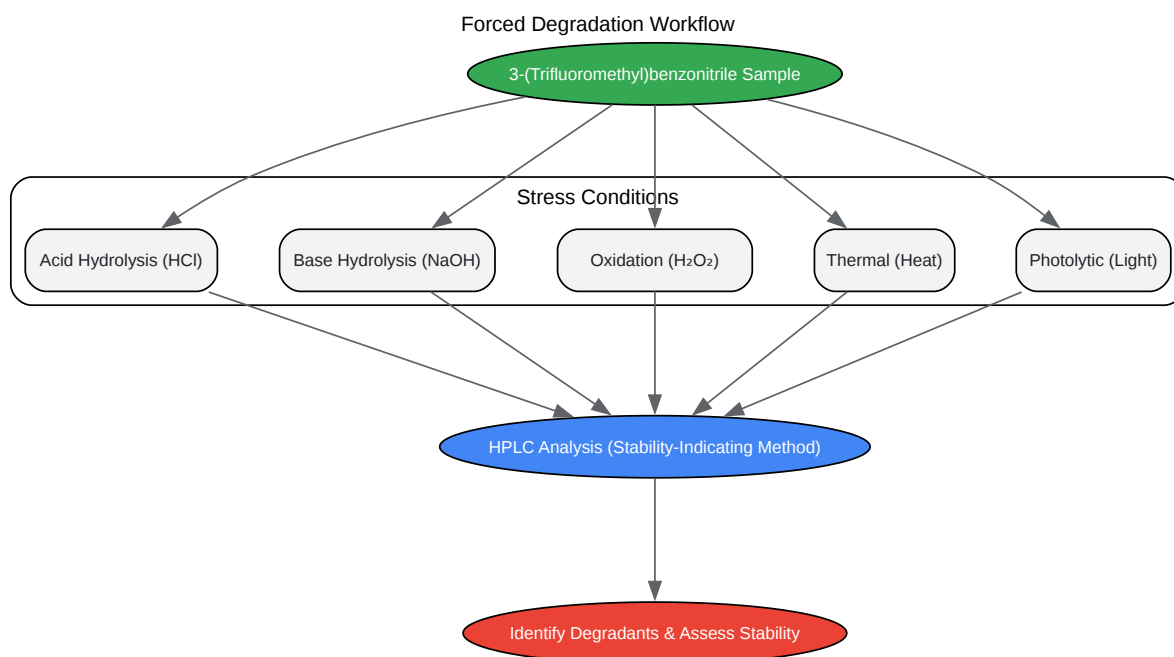 Forced Degradation Workflow
3-(Trifluoromethyl)benzonitrile Sample
Stress Conditions
Acid Hydrolysis (HCl)
Base Hydrolysis (NaOH)
Oxidation (H₂O₂)
Thermal (Heat)
Photolytic (Light)
HPLC Analysis (Stability-Indicating Method)
Identify Degradants & Assess Stability